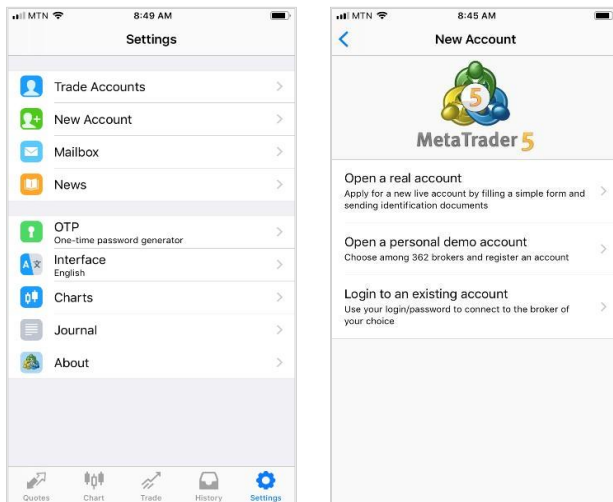 MTN 8:49 AM
Settings
Trade Accounts
New Account
Mailbox
News
OTP
One-time password generator
Interface
English
Charts
Journal
About
Quotes Chart Trade History Settings
MTN 8:45 AM
New Account
5
MetaTrader 5
Open a real account
Apply for a new live account by filling a simple form and
sending identification documents
Open a personal demo account
Choose among 362 brokers and register an account
Login to an existing account
Use your login/password to connect to the broker of
your choice